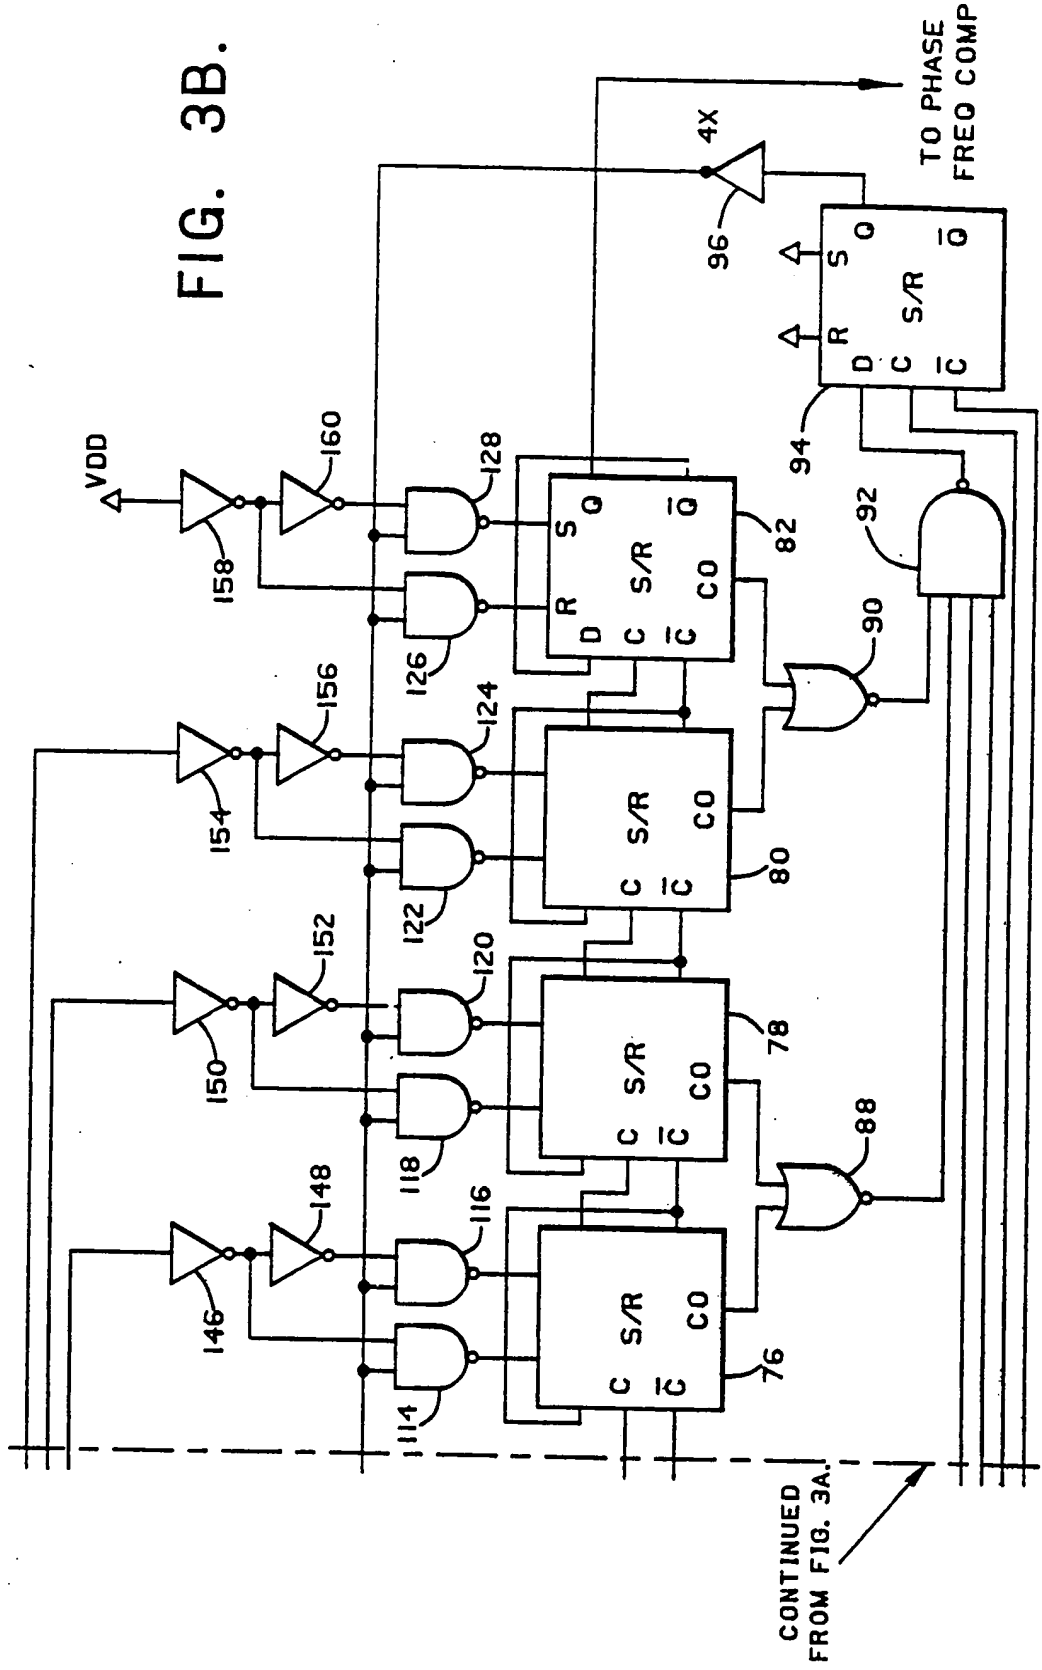 FIG. 3B.
VDD
146
148
150
152
154
156
158
160
114
116
118
120
122
124
126
128
S/R
C
C̅
CO
76
S/R
C
C̅
CO
78
S/R
C
C̅
CO
80
R
S
D
Q
S/R
C
C̅
Q̅
CO
82
88
90
92
94
R
S
D
Q
C
S/R
C̅
Q̅
96
4X
TO PHASE
FREQ COMP
CONTINUED
FROM FIG. 3A.